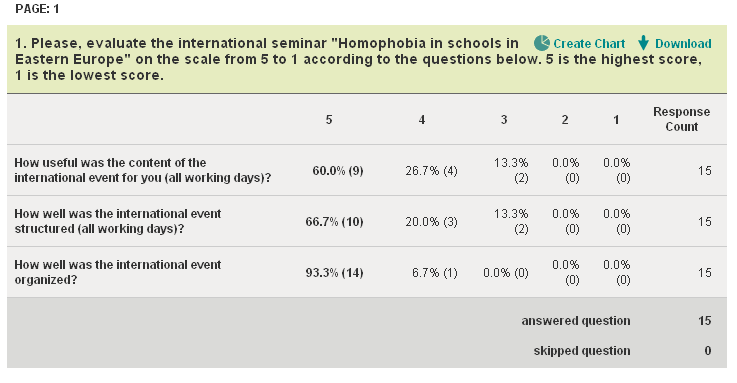 PAGE: 1
1. Please, evaluate the international seminar "Homophobia in schools in
Eastern Europe" on the scale from 5 to 1 according to the questions below. 5 is the highest score,
1 is the lowest score.
Create Chart Download
5 4 3 2 1 Response Count
How useful was the content of the
international event for you (all working days)?
60.0% (9) 26.7% (4) 13.3% (2) 0.0% (0) 0.0% (0) 15
How well was the international event
structured (all working days)?
66.7% (10) 20.0% (3) 13.3% (2) 0.0% (0) 0.0% (0) 15
How well was the international event
organized?
93.3% (14) 6.7% (1) 0.0% (0) 0.0% (0) 0.0% (0) 15
answered question 15
skipped question 0